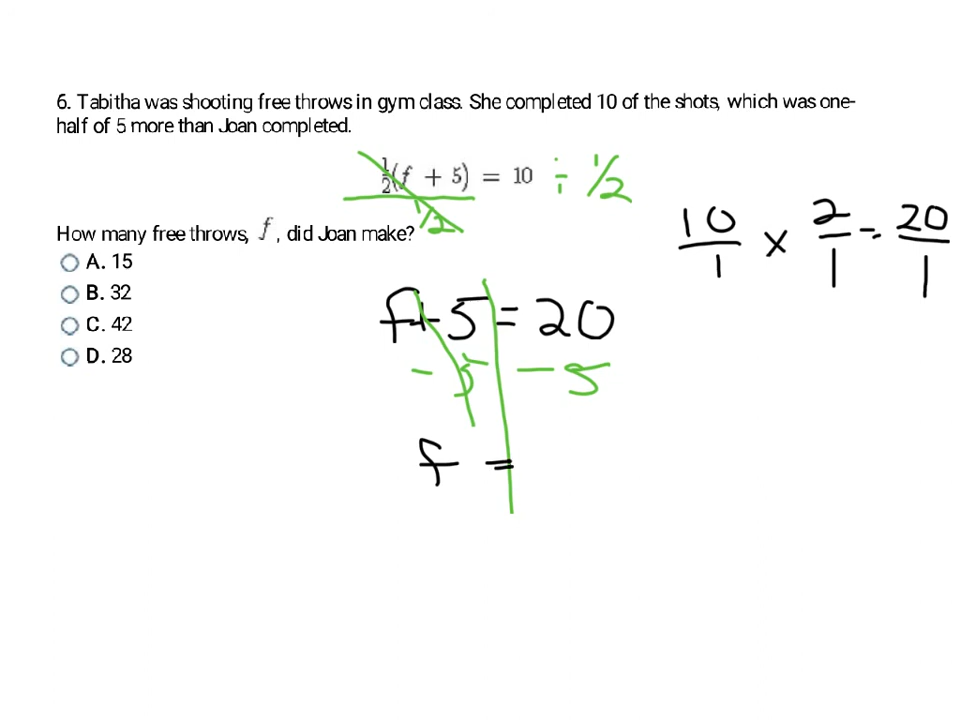 6. Tabitha was shooting free throws in gym class. She completed 10 of the shots, which was one-
half of 5 more than Joan completed.
½(f + 5) = 10 ÷ 1/2
1/2
How many free throws, f, did Joan make?
A. 15
B. 32
C. 42
D. 28
10/1 × 2/1 = 20/1
f+5 = 20
- 5 - 5
f =